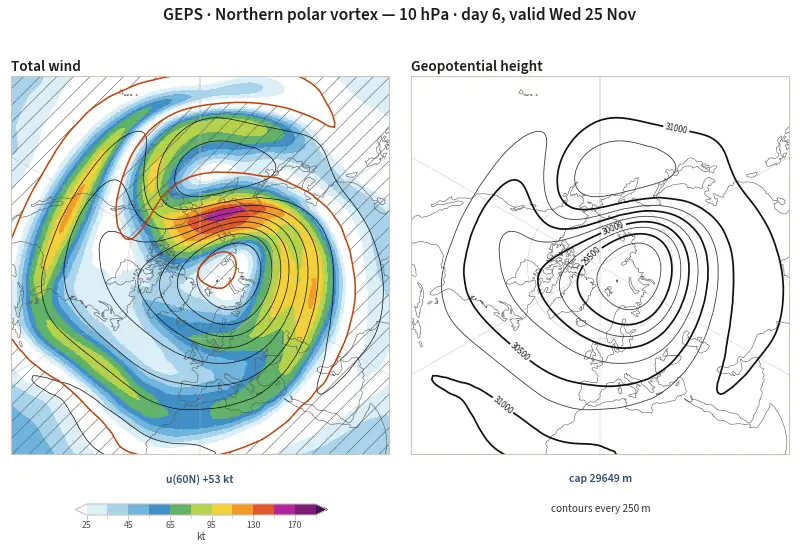 GEPS · Northern polar vortex — 10 hPa · day 6, valid Wed 25 Nov
Total wind
Geopotential height
31000
30000
29500
30500
31000
u(60N) +53 kt
cap 29649 m
contours every 250 m
25 45 65 95 130 170
kt